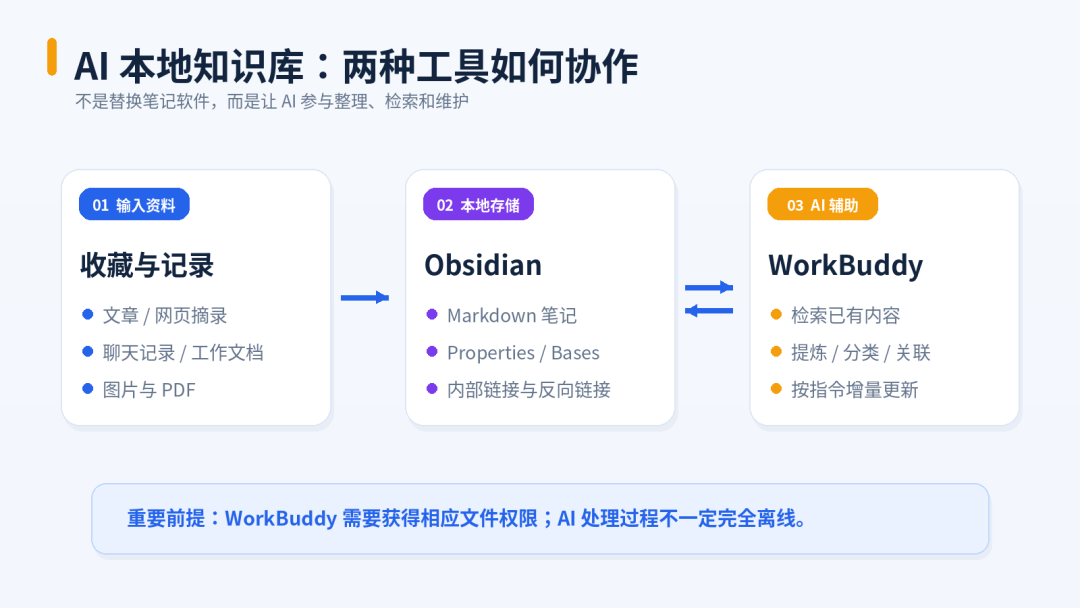 AI 本地知识库：两种工具如何协作
不是替换笔记软件，而是让 AI 参与整理、检索和维护
01 输入资料
收藏与记录
文章 / 网页摘录
聊天记录 / 工作文档
图片与 PDF
02 本地存储
Obsidian
Markdown 笔记
Properties / Bases
内部链接与反向链接
03 AI 辅助
WorkBuddy
检索已有内容
提炼 / 分类 / 关联
按指令增量更新
重要前提：WorkBuddy 需要获得相应文件权限；AI 处理过程不一定完全离线。